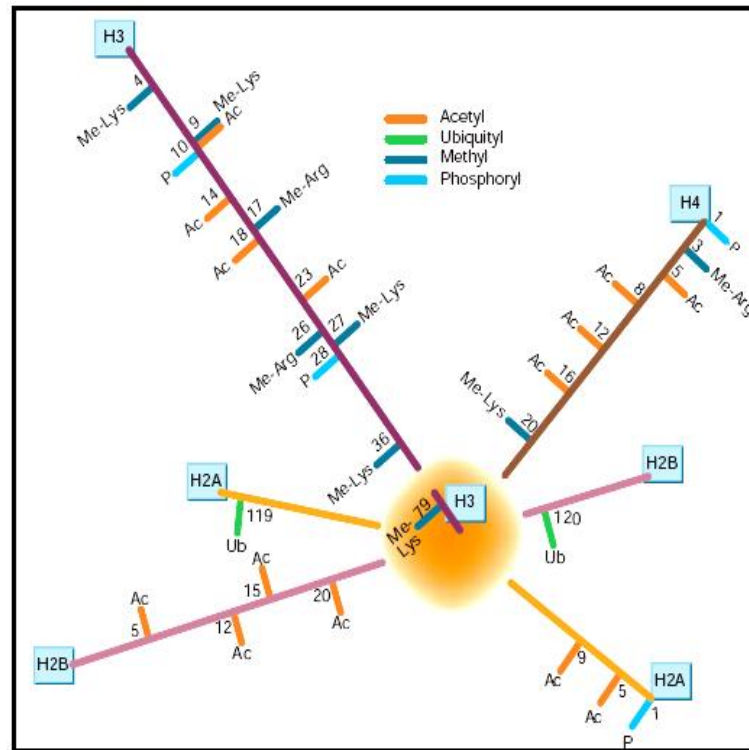 H3
4
Me-Lys
9
Me-Lys
Ac
10
P
14
Ac
17
Me-Arg
18
Ac
23
Ac
26
Me-Arg
27
Me-Lys
28
P
36
Me-Lys
Acetyl
Ubiquityl
Methyl
Phosphoryl
H4
1
P
3
Me-Arg
5
Ac
8
Ac
12
Ac
16
Ac
20
Me-Lys
H2A
119
Ub
H3
79
Me-
Lys
H2B
120
Ub
H2B
5
Ac
12
Ac
15
Ac
20
Ac
9
Ac
5
Ac
H2A
1
P